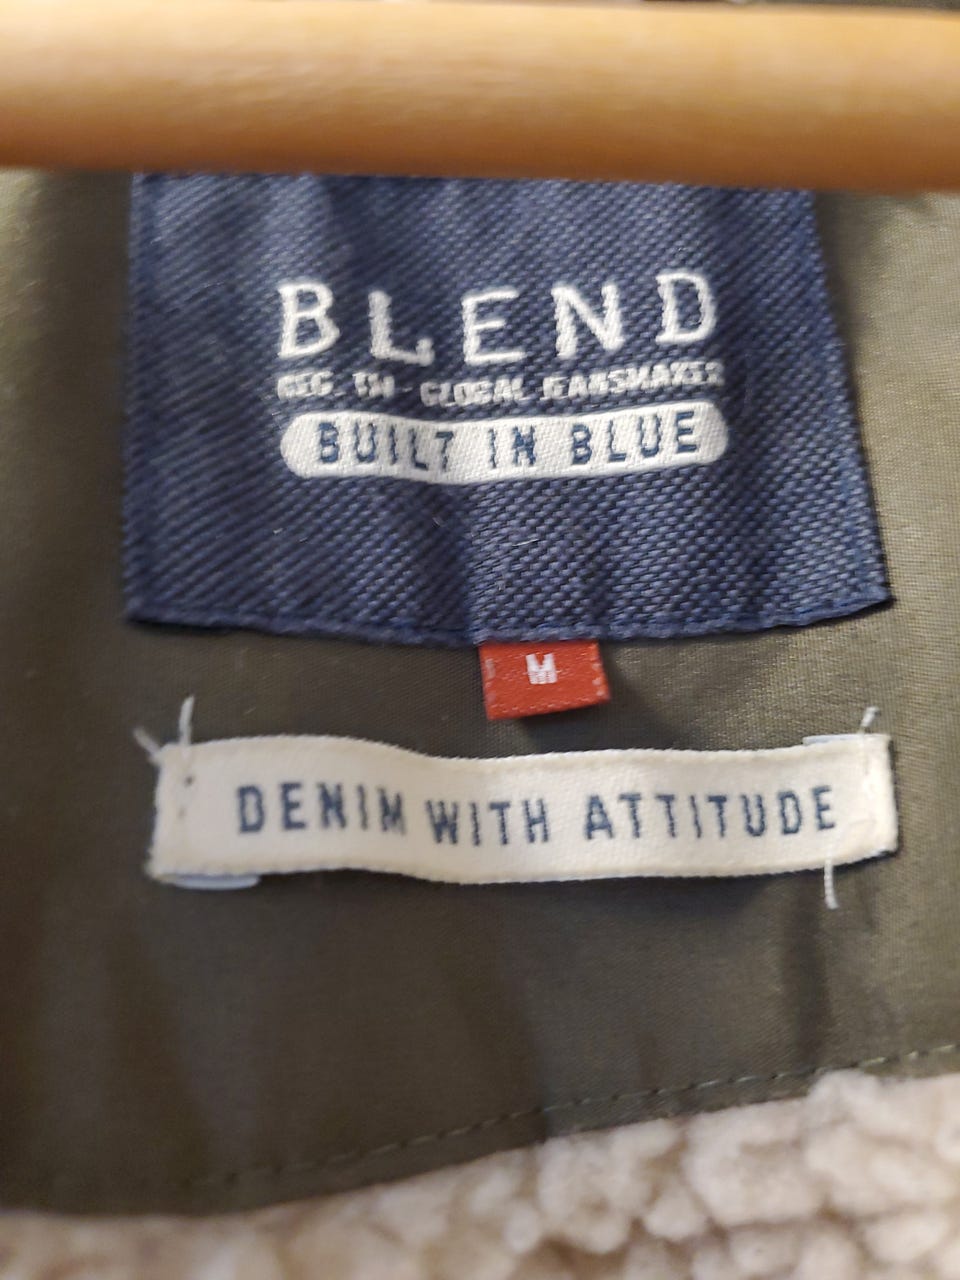 BLEND
REG. TM - GLOBAL JEANSMAKER
BUILT IN BLUE
M
DENIM WITH ATTITUDE